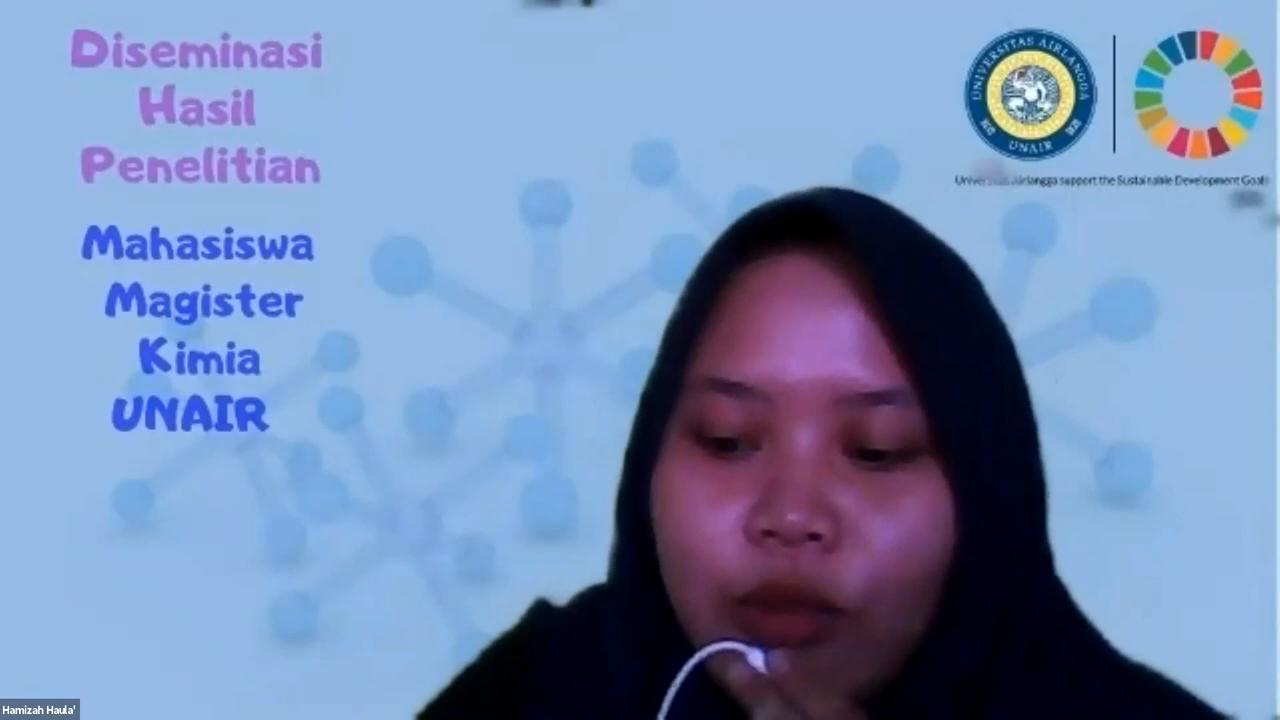 Diseminasi
Hasil
Penelitian
Mahasiswa
Magister
Kimia
UNAIR
UNIVERSITAS AIRLANGGA
UNAIR
Universitas Airlangga support the Sustainable Development Goals
Hamizah Haula'